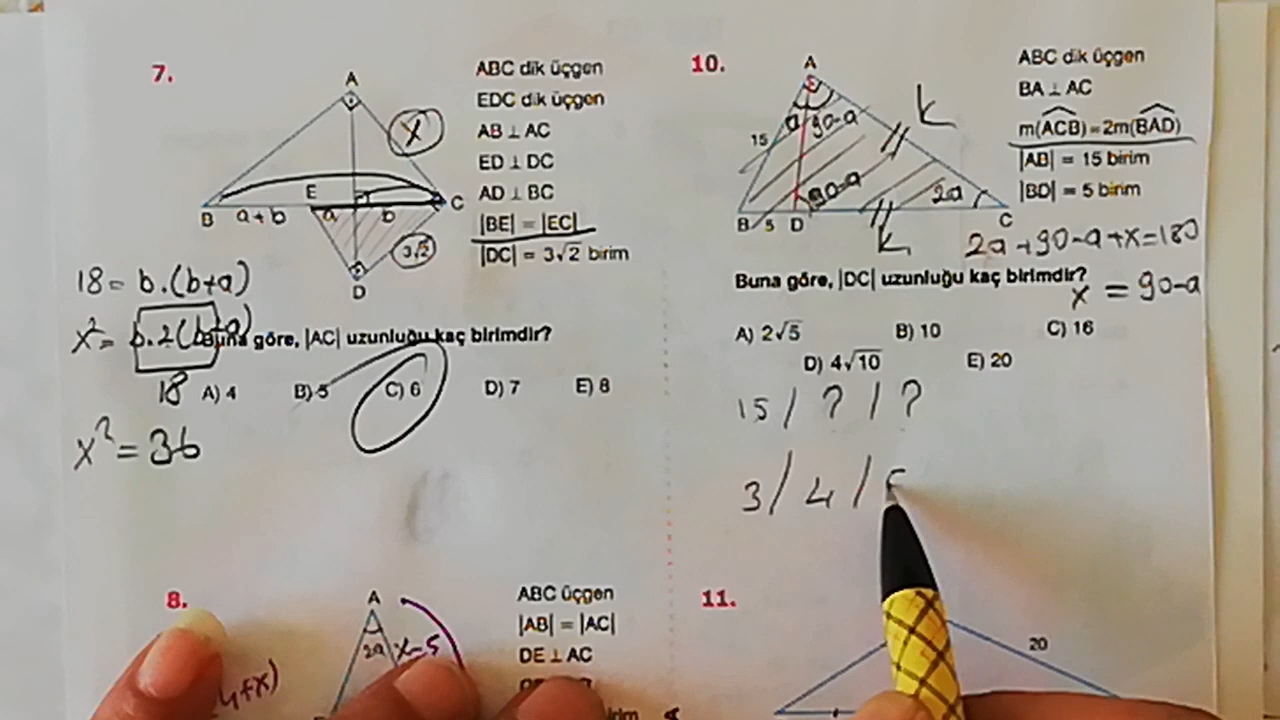 7.
A
ABC dik üçgen
EDC dik üçgen
AB ⊥ AC
ED ⊥ DC
AD ⊥ BC
|BE| = |EC|
|DC| = 3√2 birim
x
E
B a+b a b C
3√2
D
18 = b.(b+a)
x² = b.2(b+a)
Buna göre, |AC| uzunluğu kaç birimdir?
18
A) 4 B) 5 C) 6 D) 7 E) 8
x² = 36
8.
A
2a x-5
ABC üçgen
|AB| = |AC|
DE ⊥ AC
10.
A
ABC dik üçgen
BA ⊥ AC
m(ACB) = 2m(BAD)
|AB| = 15 birim
|BD| = 5 birim
a 90-a K
15
90-a 2a
B 5 D C
K
2a+90-a+x=180
x = 90-a
Buna göre, |DC| uzunluğu kaç birimdir?
A) 2√5 B) 10 C) 16
D) 4√10 E) 20
15 / ? / ?
3 / 4 /
11.
20